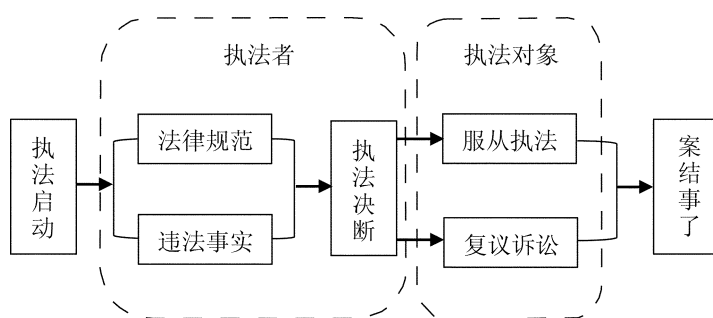 执法者
执法对象
执法启动
法律规范
违法事实
执法决断
服从执法
复议诉讼
案结事了